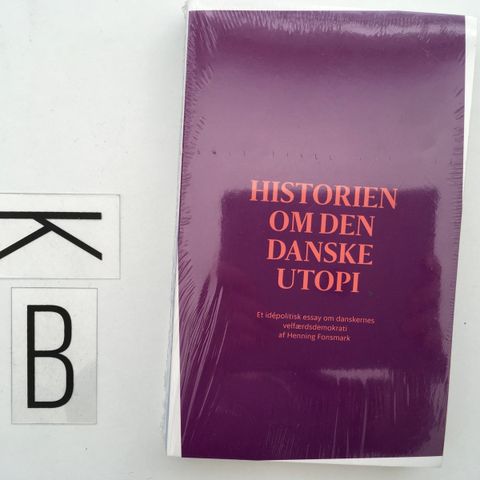 K
B
HISTORIEN
OM DEN
DANSKE
UTOPI
Et idépolitisk essay om danskernes
velfærdsdemokrati
af Henning Fonsmark